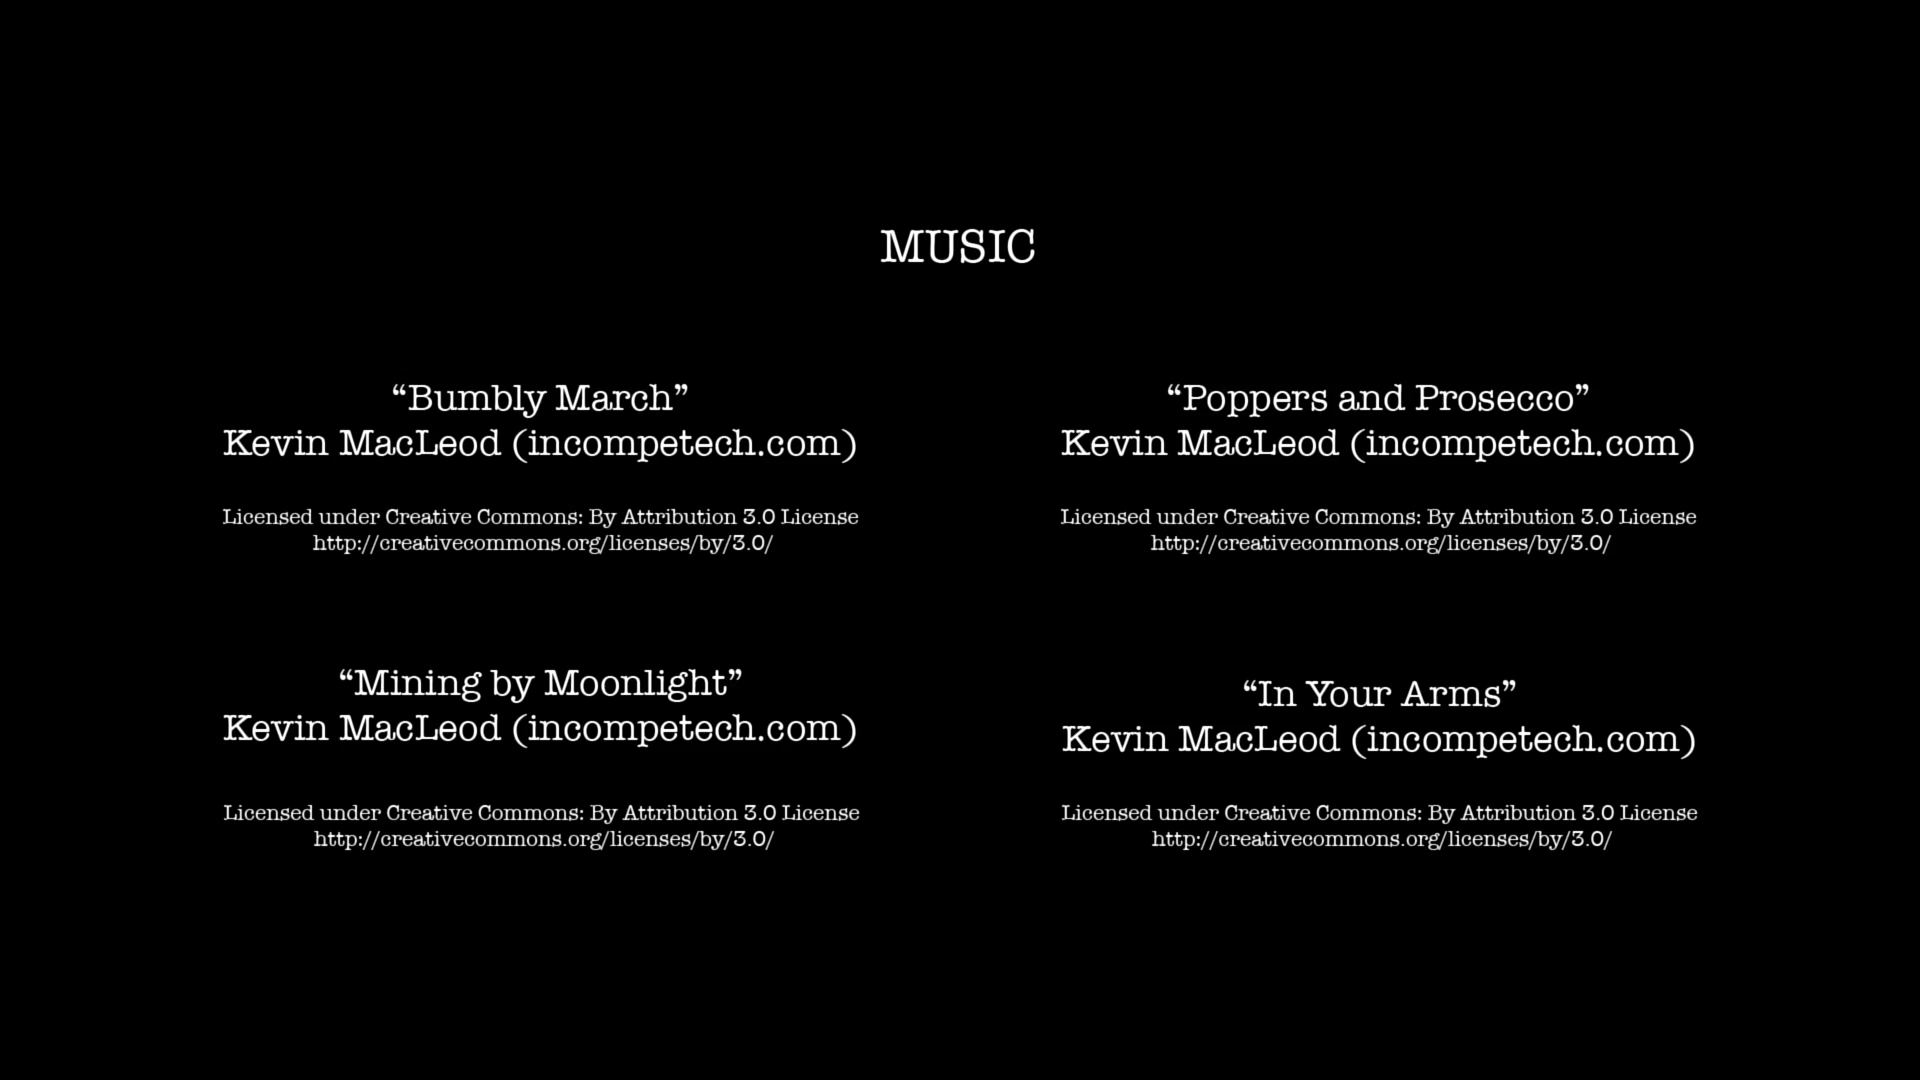 MUSIC
“Bumbly March”
Kevin MacLeod (incompetech.com)
Licensed under Creative Commons: By Attribution 3.0 License
http://creativecommons.org/licenses/by/3.0/
“Poppers and Prosecco”
Kevin MacLeod (incompetech.com)
Licensed under Creative Commons: By Attribution 3.0 License
http://creativecommons.org/licenses/by/3.0/
“Mining by Moonlight”
Kevin MacLeod (incompetech.com)
Licensed under Creative Commons: By Attribution 3.0 License
http://creativecommons.org/licenses/by/3.0/
“In Your Arms”
Kevin MacLeod (incompetech.com)
Licensed under Creative Commons: By Attribution 3.0 License
http://creativecommons.org/licenses/by/3.0/